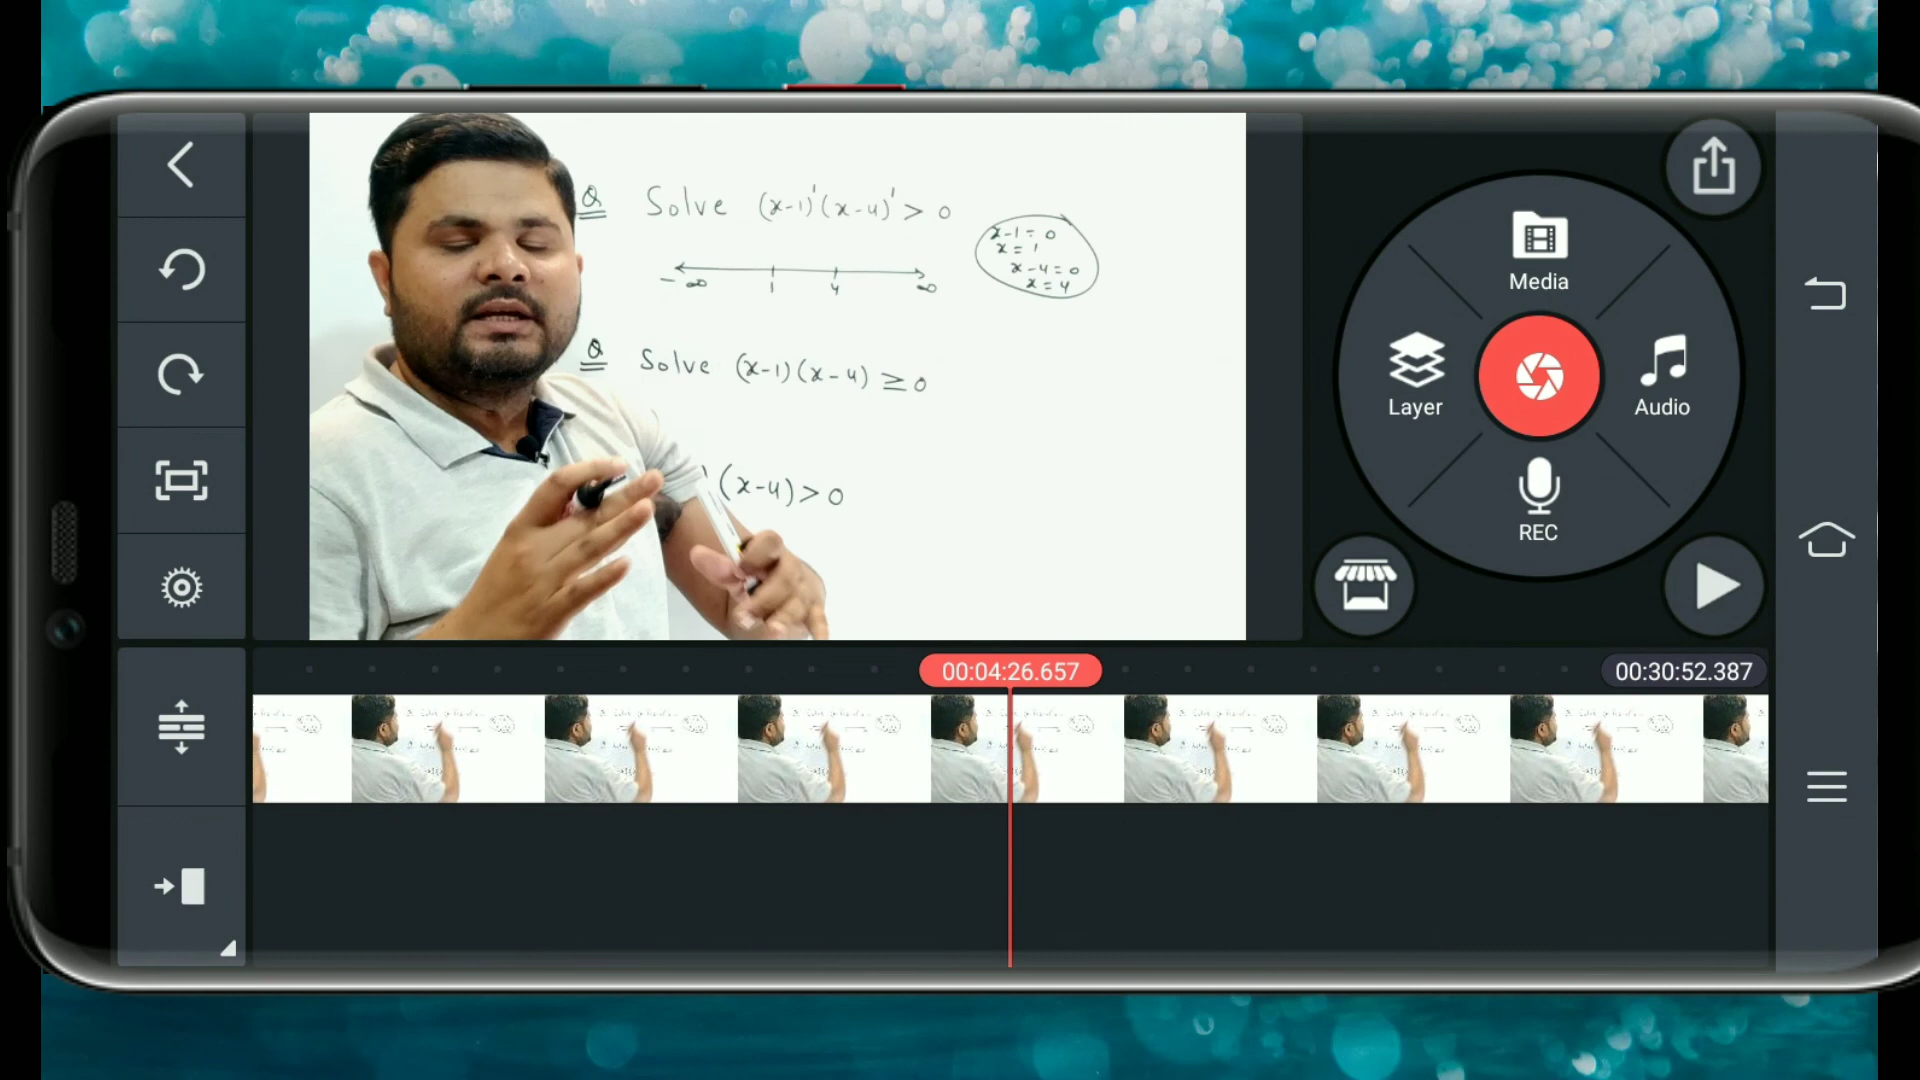 Q Solve (x-1)'(x-4)' > 0
x-1=0
x=1
x-4=0
x=4
-∞ 1 4 ∞
Q Solve (x-1)(x-4) ≥ 0
(x-4)>0
Media
Layer
Audio
REC
00:04:26.657
00:30:52.387